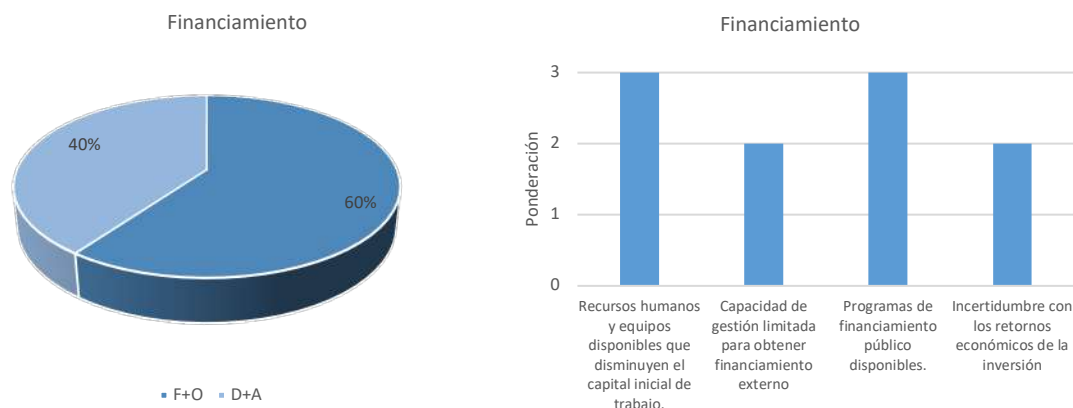 Financiamiento
40%
60%
F+O D+A
Financiamiento
Ponderación
3
2
1
0
Recursos humanos
y equipos
disponibles que
disminuyen el
capital inicial de
trabajo.
Capacidad de
gestión limitada
para obtener
financiamiento
externo
Programas de
financiamiento
público
disponibles.
Incertidumbre con
los retornos
económicos de la
inversión